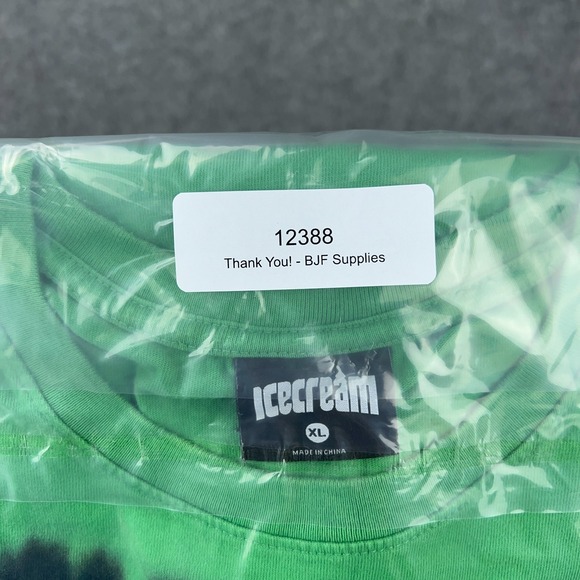 12388
Thank You! - BJF Supplies
Icecream
XL
MADE IN CHINA